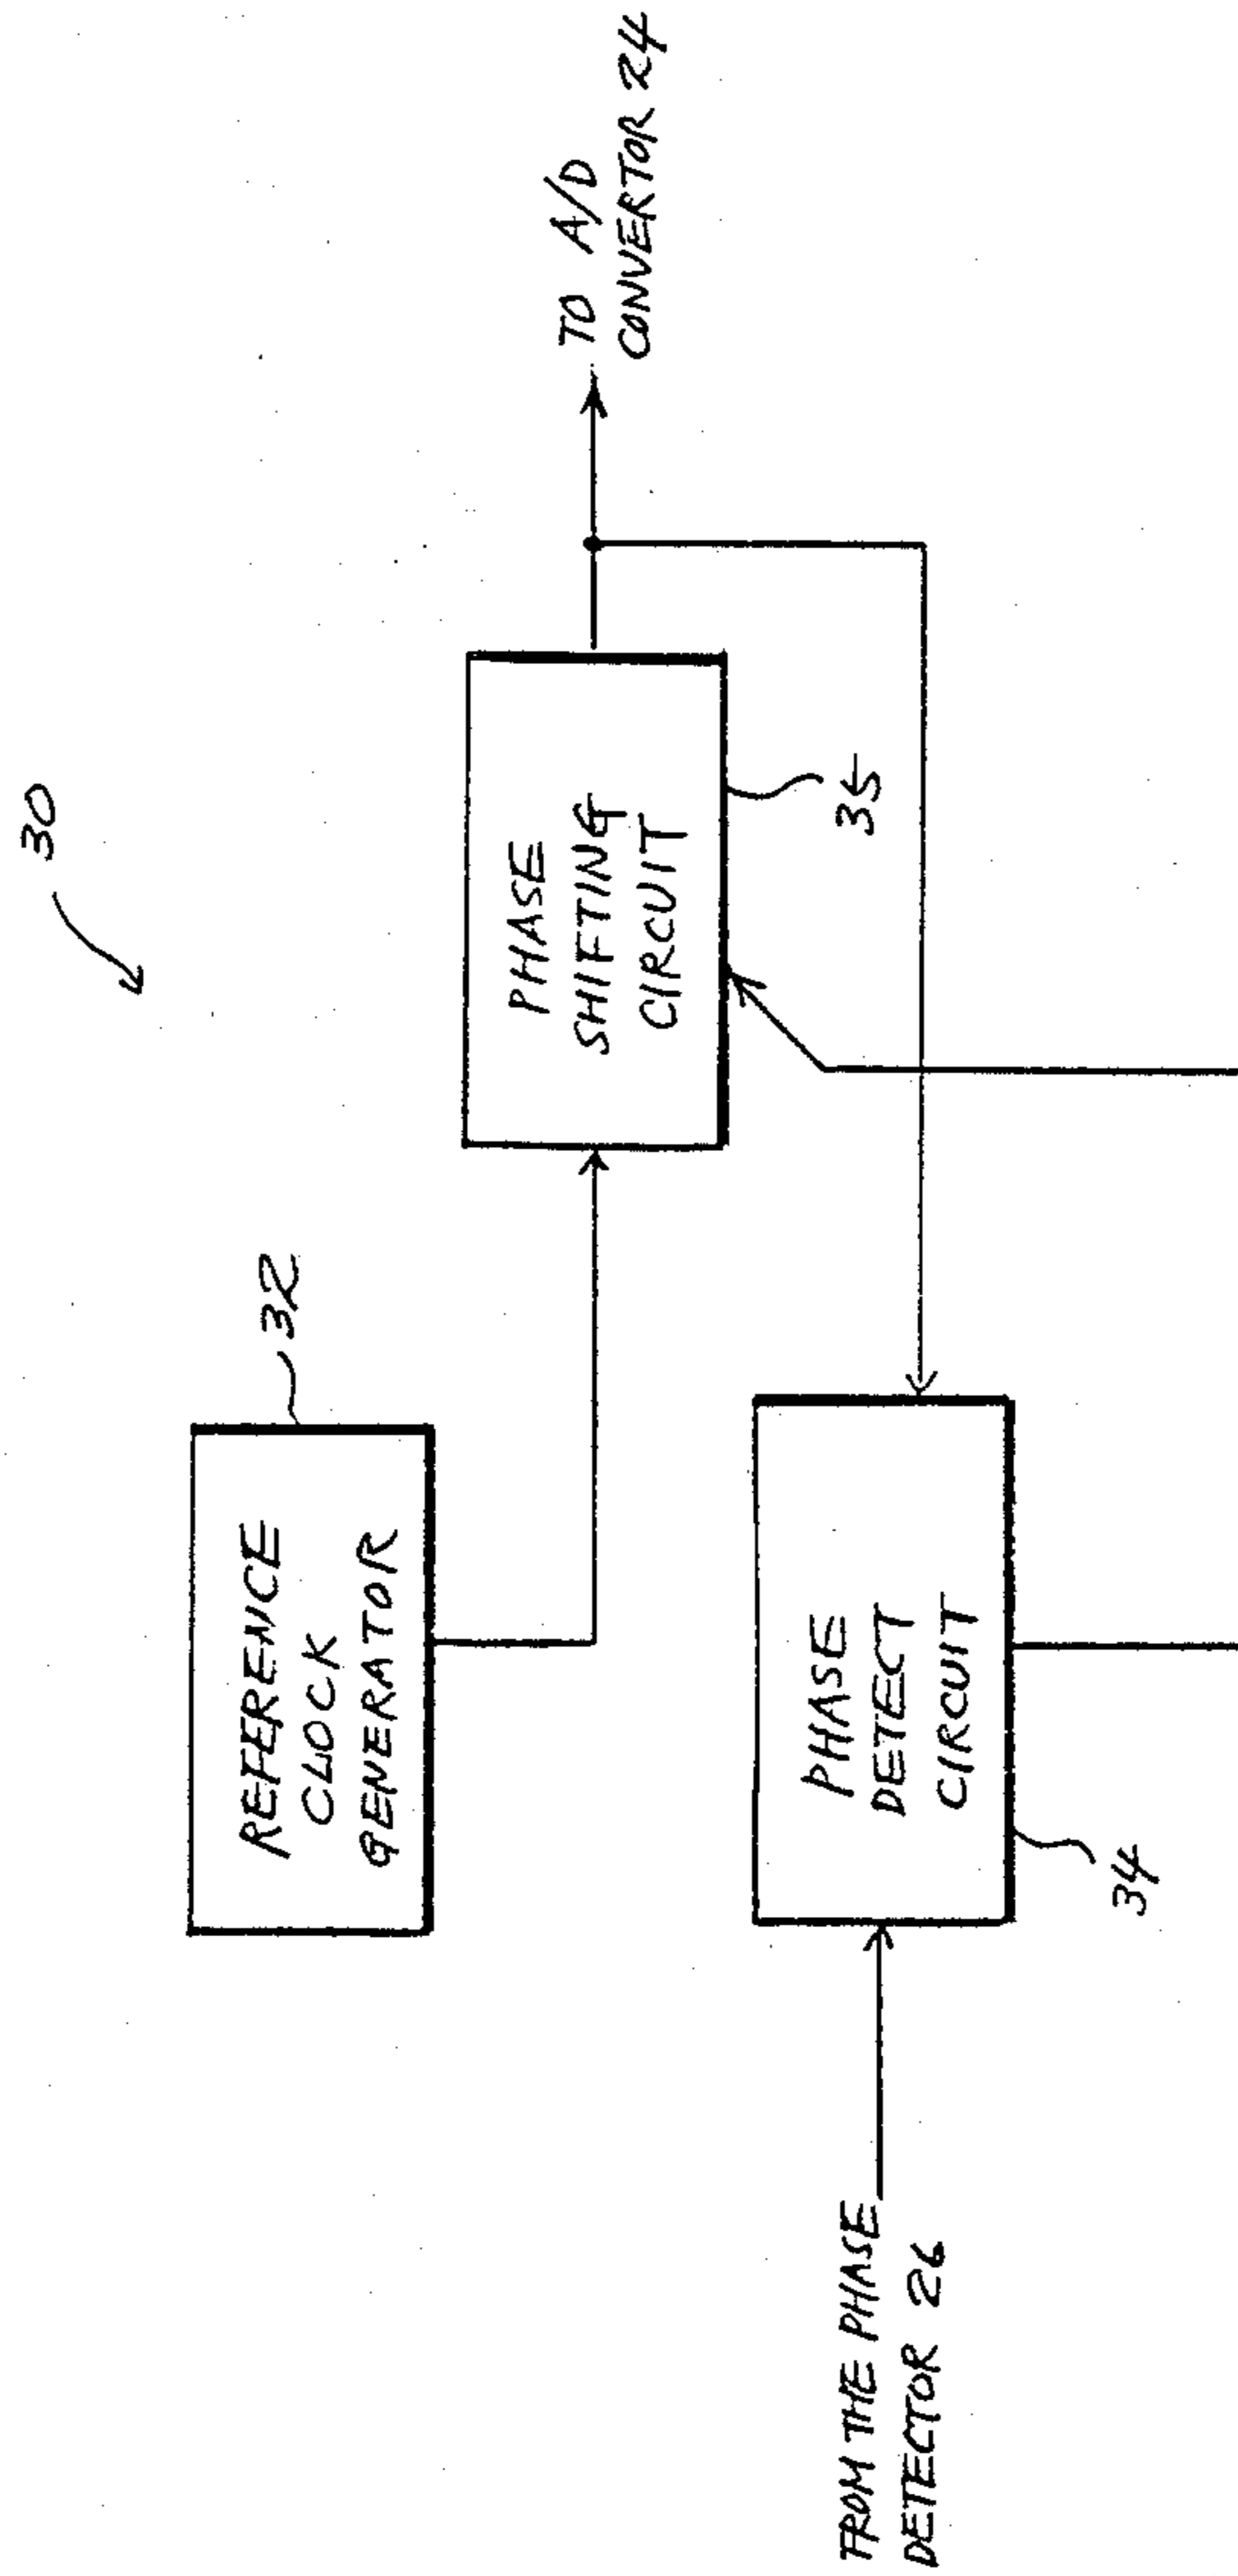 30
REFERENCE
CLOCK
GENERATOR
32
PHASE
SHIFTING
CIRCUIT
35
TO A/D
CONVERTOR 24
FROM THE PHASE
DETECTOR 26
PHASE
DETECT
CIRCUIT
34